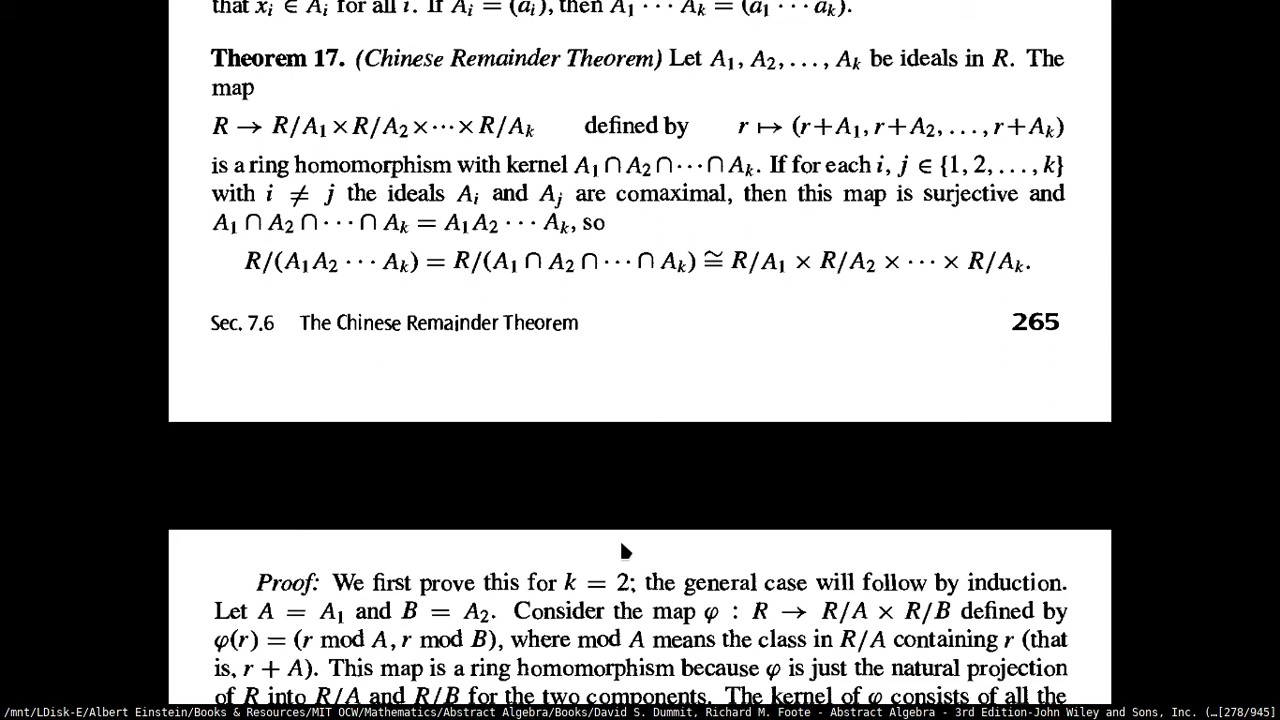 that xᵢ ∈ Aᵢ for all i. If Aᵢ = (aᵢ), then A₁ ··· Aₖ = (a₁ ··· aₖ).
Theorem 17. (Chinese Remainder Theorem) Let A₁, A₂, . . . , Aₖ be ideals in R. The
map
R → R/A₁ × R/A₂ × ··· × R/Aₖ defined by r ↦ (r+A₁, r+A₂, . . . , r+Aₖ)
is a ring homomorphism with kernel A₁ ∩ A₂ ∩ ··· ∩ Aₖ. If for each i, j ∈ {1, 2, . . . , k}
with i ≠ j the ideals Aᵢ and Aⱼ are comaximal, then this map is surjective and
A₁ ∩ A₂ ∩ ··· ∩ Aₖ = A₁A₂ ··· Aₖ, so
R/(A₁A₂ ··· Aₖ) = R/(A₁ ∩ A₂ ∩ ··· ∩ Aₖ) ≅ R/A₁ × R/A₂ × ··· × R/Aₖ.
Sec. 7.6 The Chinese Remainder Theorem 265
Proof: We first prove this for k = 2; the general case will follow by induction.
Let A = A₁ and B = A₂. Consider the map φ : R → R/A × R/B defined by
φ(r) = (r mod A, r mod B), where mod A means the class in R/A containing r (that
is, r + A). This map is a ring homomorphism because φ is just the natural projection
of R into R/A and R/B for the two components. The kernel of φ consists of all the
/mnt/LDisk-E/Albert Einstein/Books & Resources/MIT OCW/Mathematics/Abstract Algebra/Books/David S. Dummit, Richard M. Foote - Abstract Algebra - 3rd Edition-John Wiley and Sons, Inc. (…[278/945]